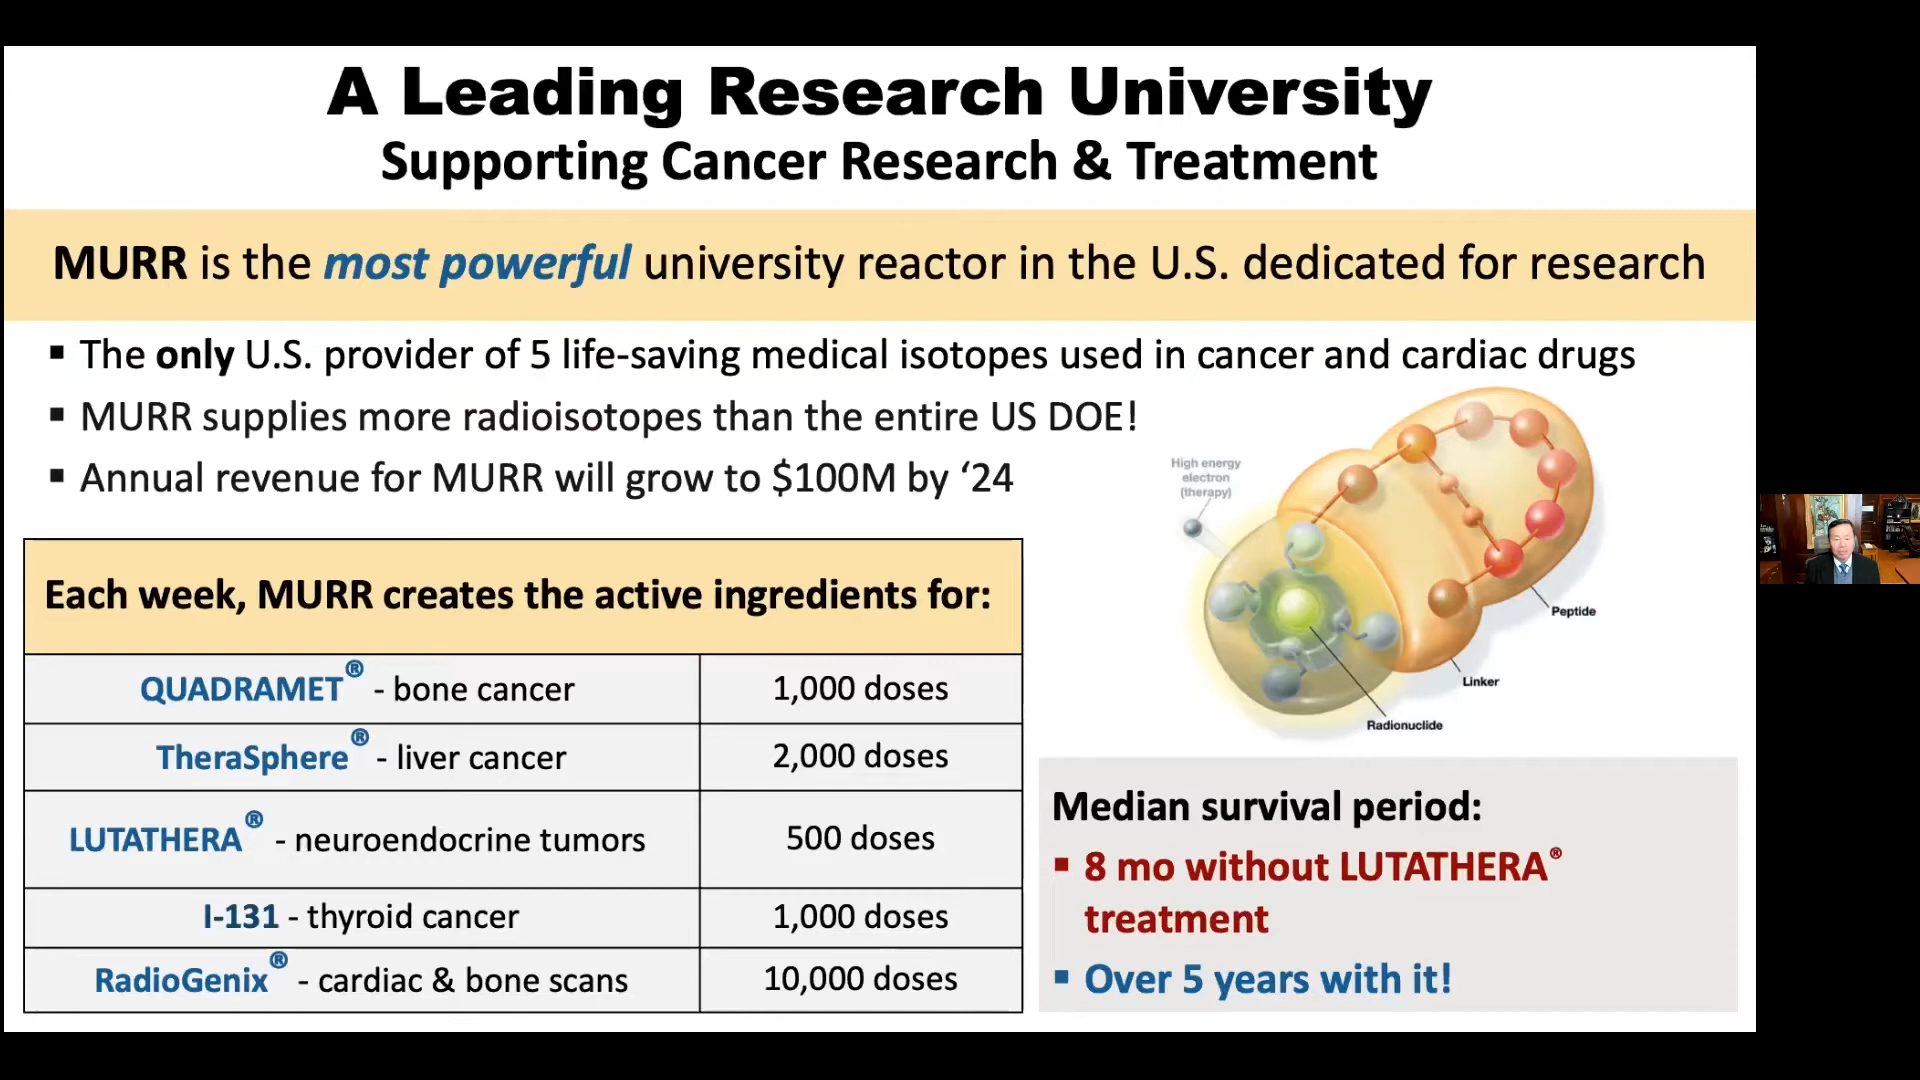 A Leading Research University
Supporting Cancer Research & Treatment
MURR is the most powerful university reactor in the U.S. dedicated for research
▪ The only U.S. provider of 5 life-saving medical isotopes used in cancer and cardiac drugs
▪ MURR supplies more radioisotopes than the entire US DOE!
▪ Annual revenue for MURR will grow to $100M by ‘24
High energy
electron
(therapy)
Peptide
Linker
Radionuclide
Each week, MURR creates the active ingredients for:
QUADRAMET® - bone cancer 1,000 doses
TheraSphere® - liver cancer 2,000 doses
LUTATHERA® - neuroendocrine tumors 500 doses
I-131 - thyroid cancer 1,000 doses
RadioGenix® - cardiac & bone scans 10,000 doses
Median survival period:
▪ 8 mo without LUTATHERA®
treatment
▪ Over 5 years with it!